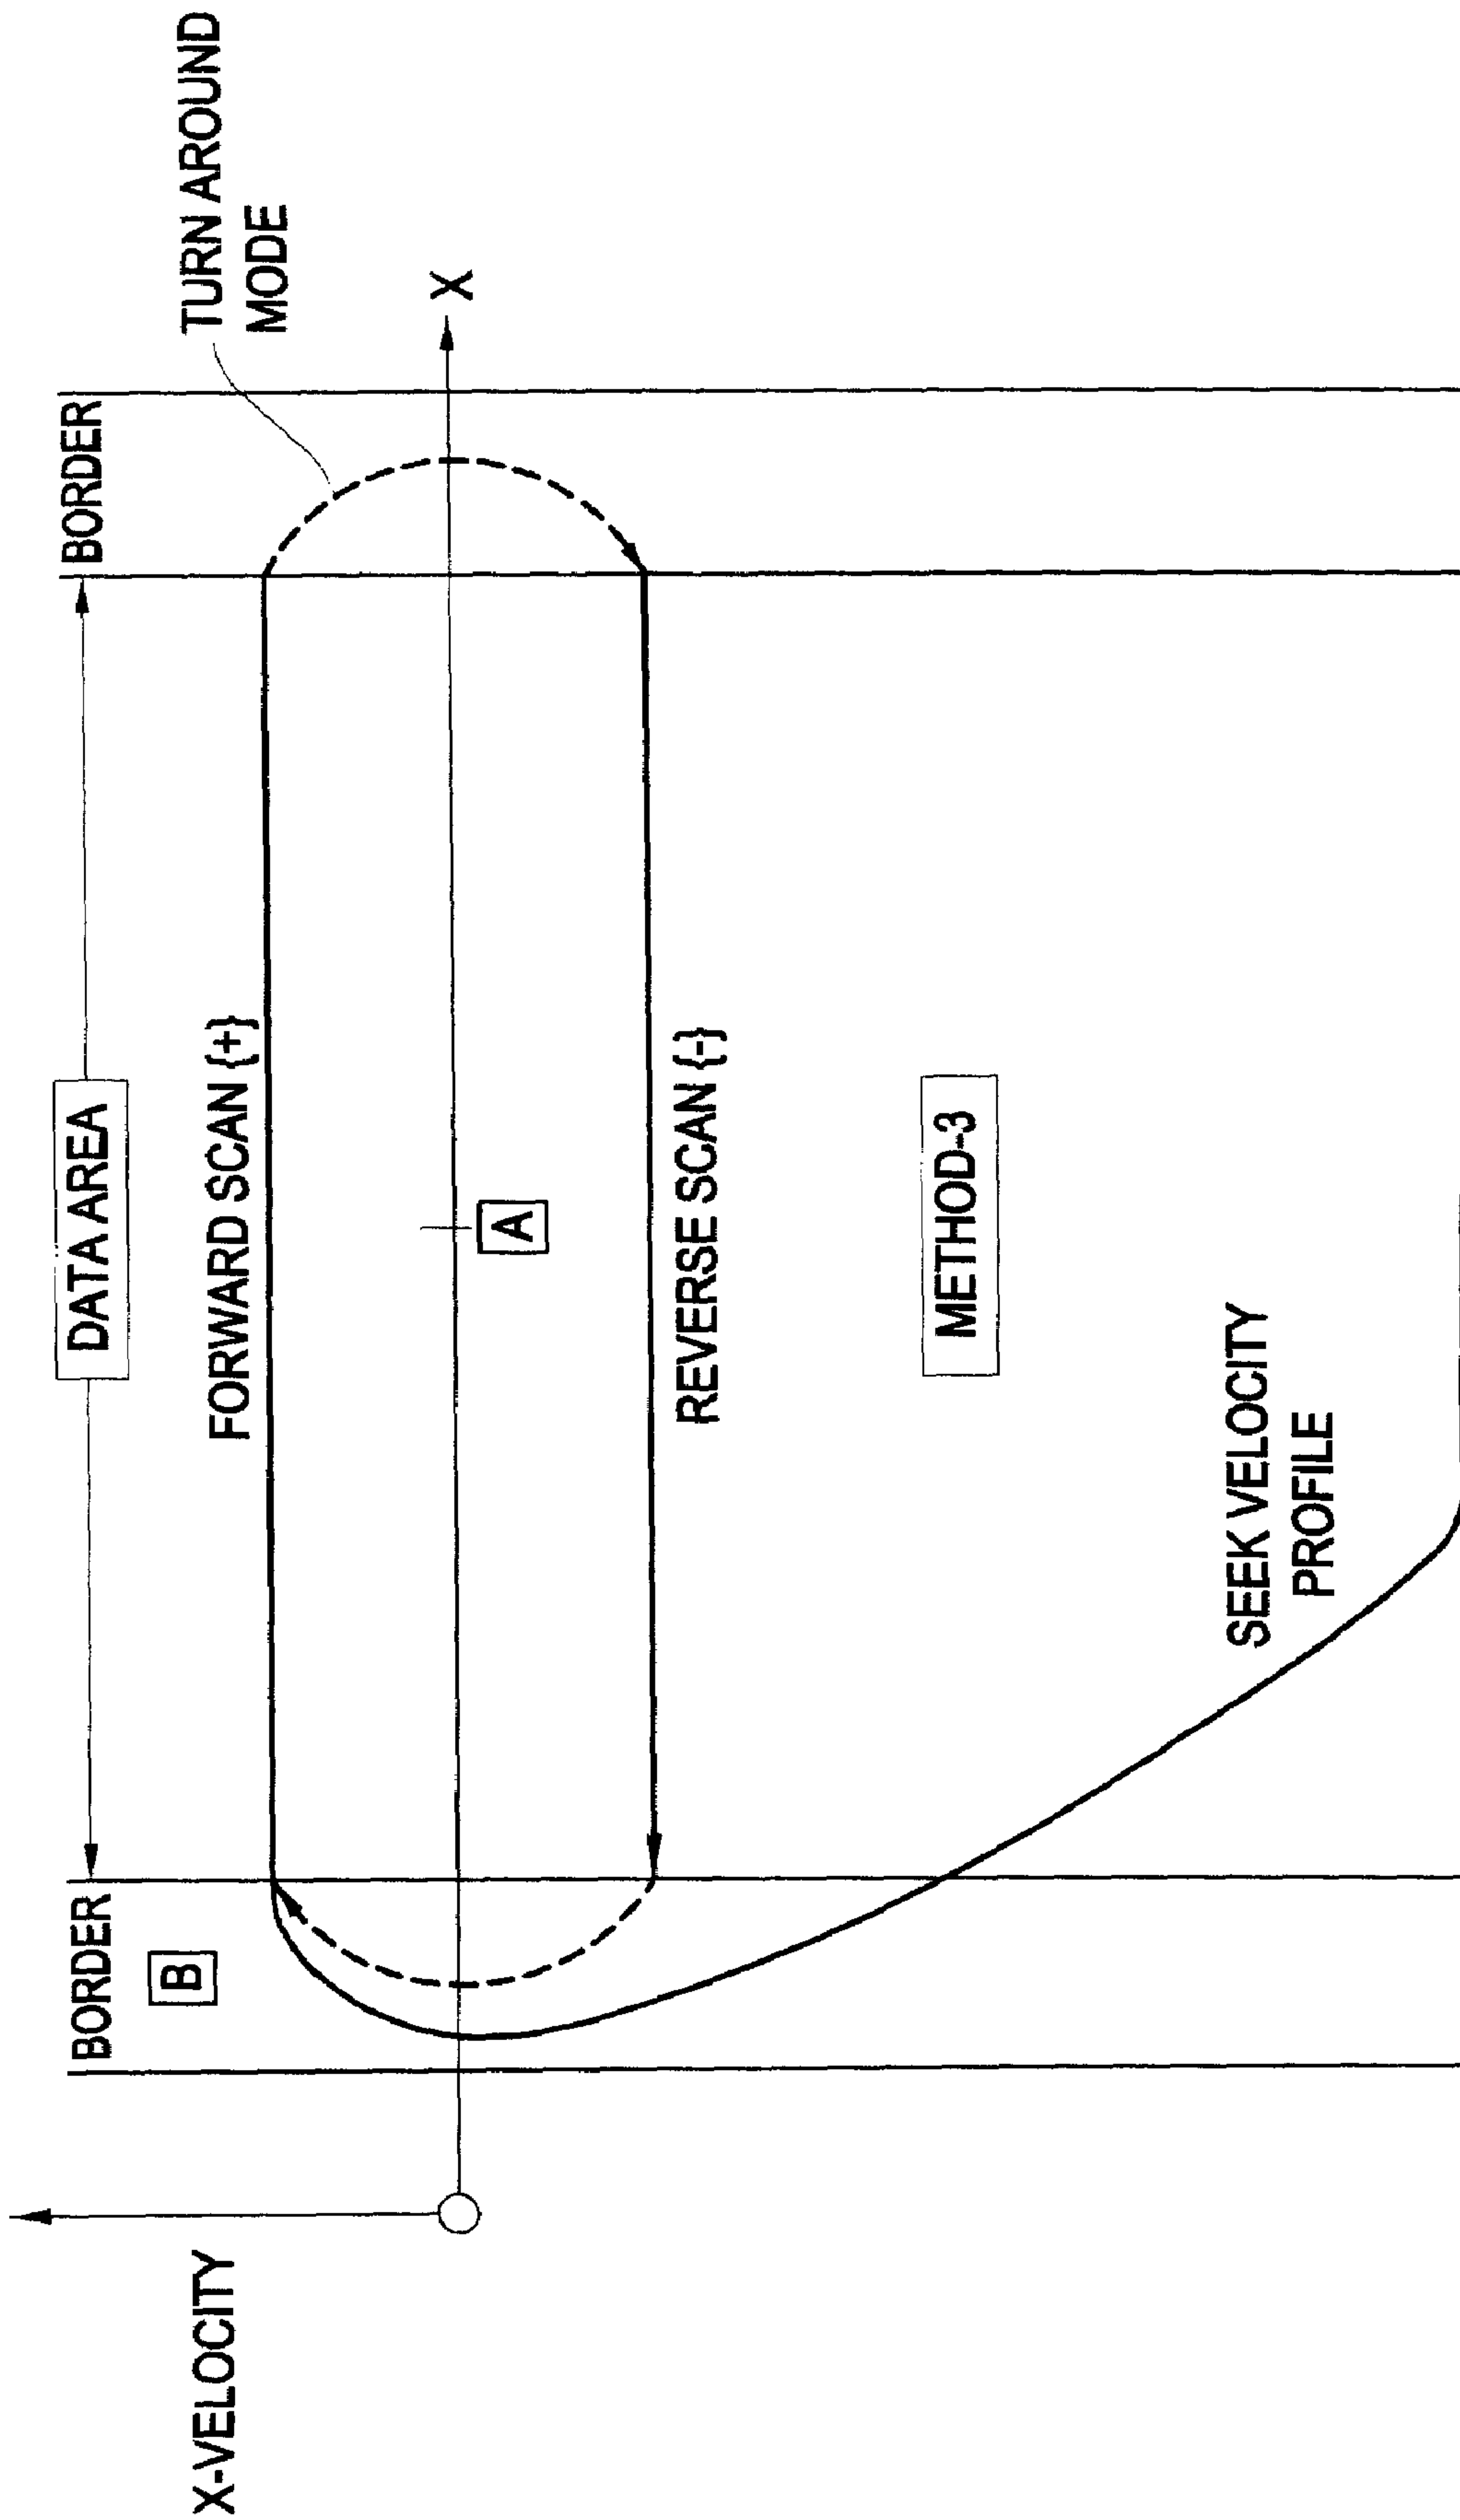 DATA AREA
BORDER
BORDER
B
TURN AROUND
MODE
X-VELOCITY
FORWARD SCAN {+}
X
A
REVERSE SCAN {-}
METHOD-3
SEEK VELOCITY
PROFILE